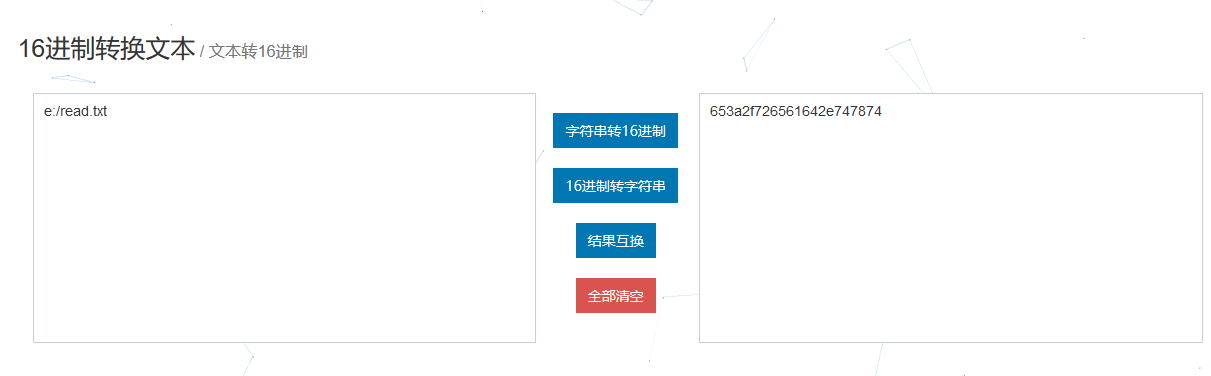 16进制转换文本 / 文本转16进制
e:/read.txt
字符串转16进制
653a2f726561642e747874
16进制转字符串
结果互换
全部清空